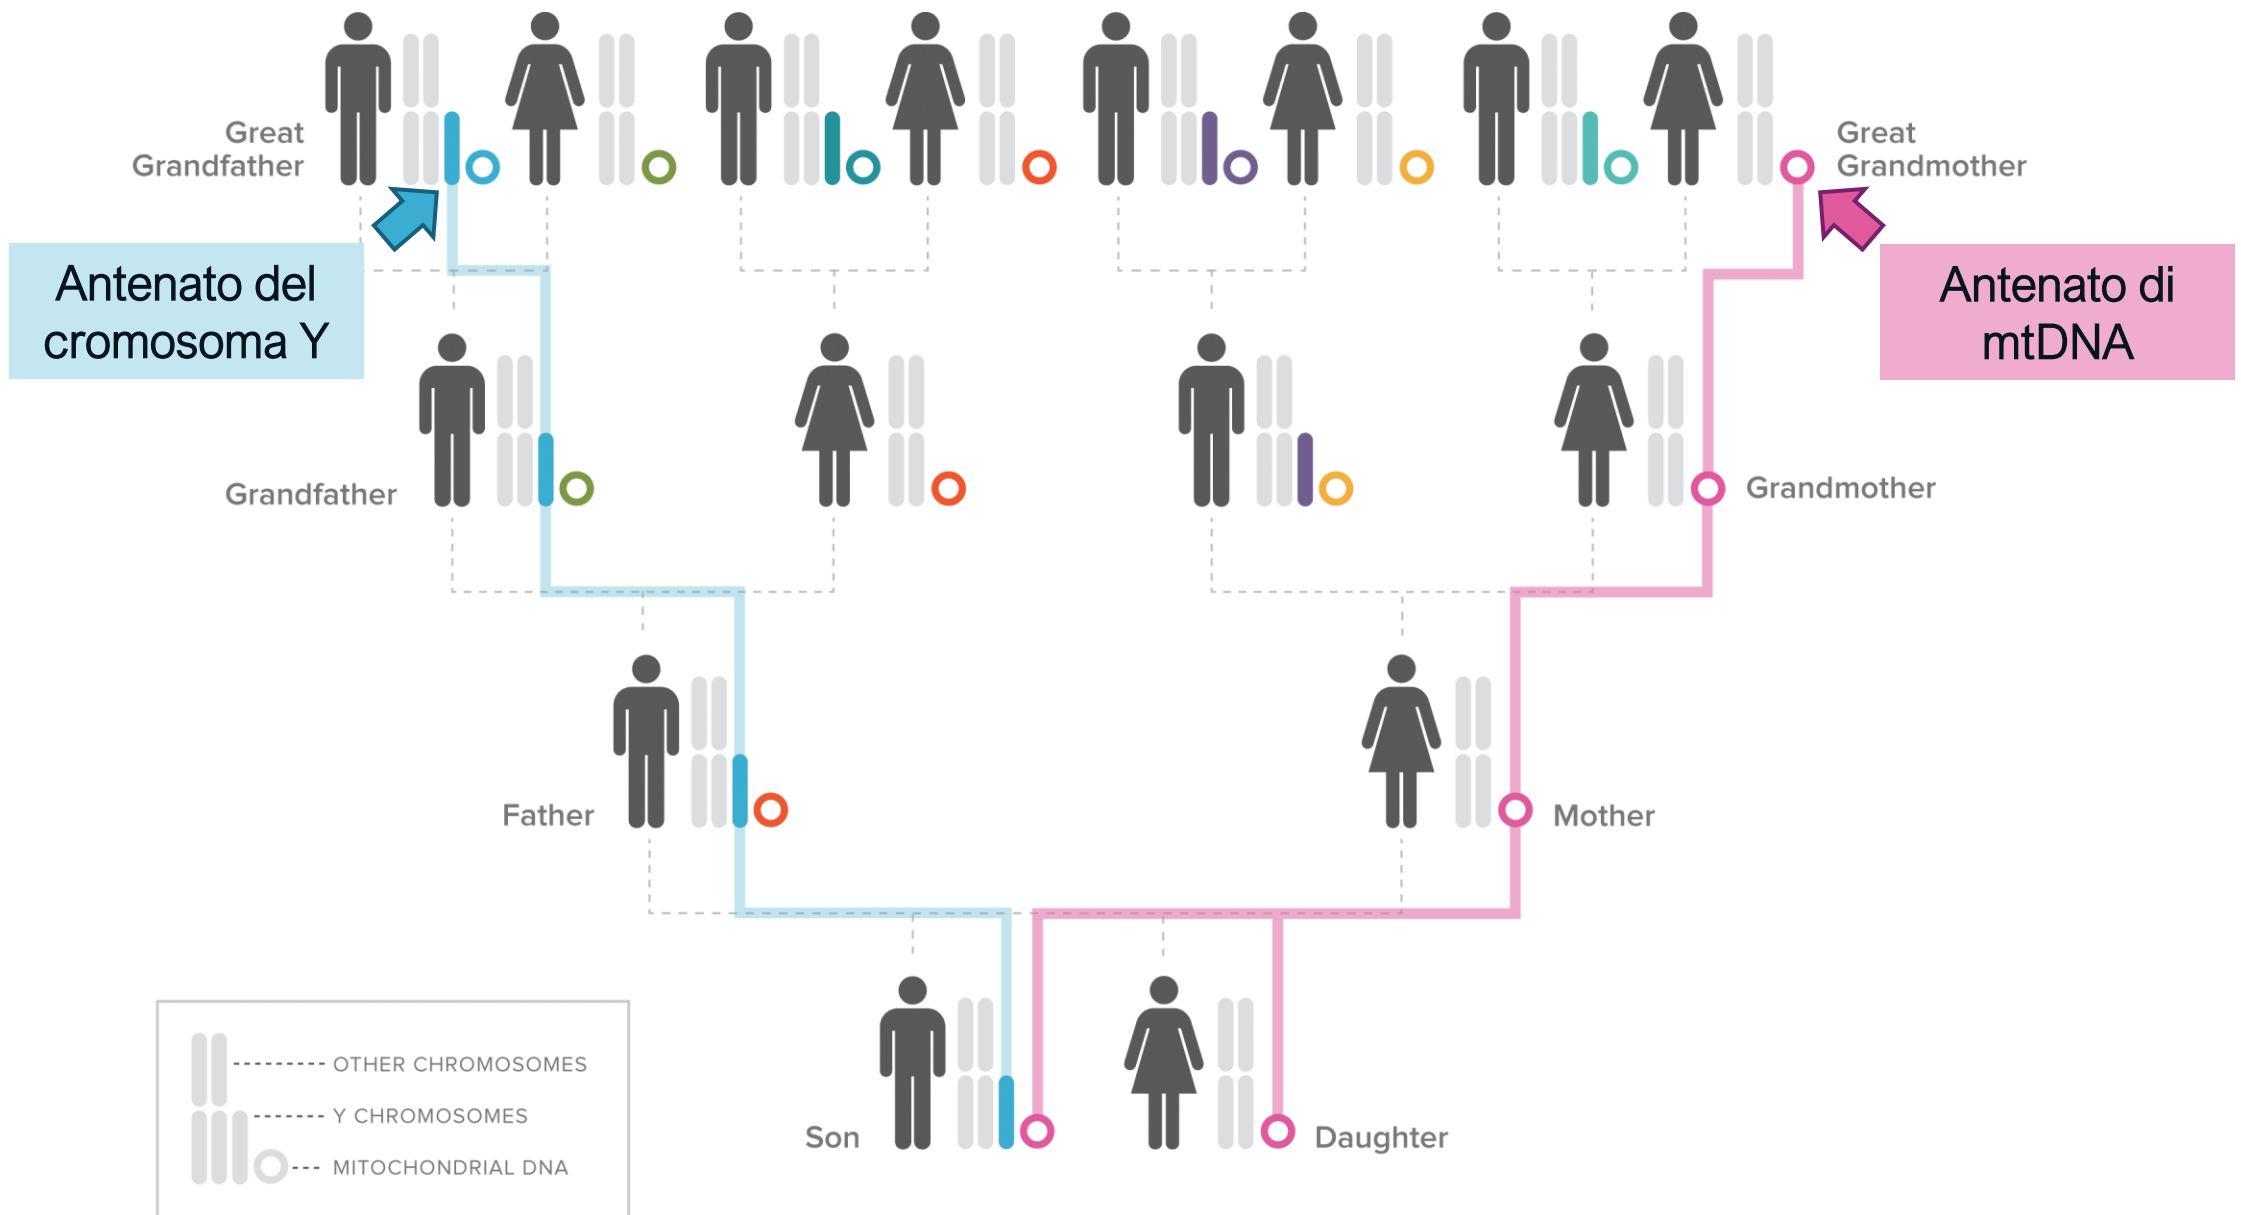 Great
Grandfather
Great
Grandmother
Antenato del
cromosoma Y
Antenato di
mtDNA
Grandfather
Grandmother
Father
Mother
Son
Daughter
OTHER CHROMOSOMES
Y CHROMOSOMES
MITOCHONDRIAL DNA